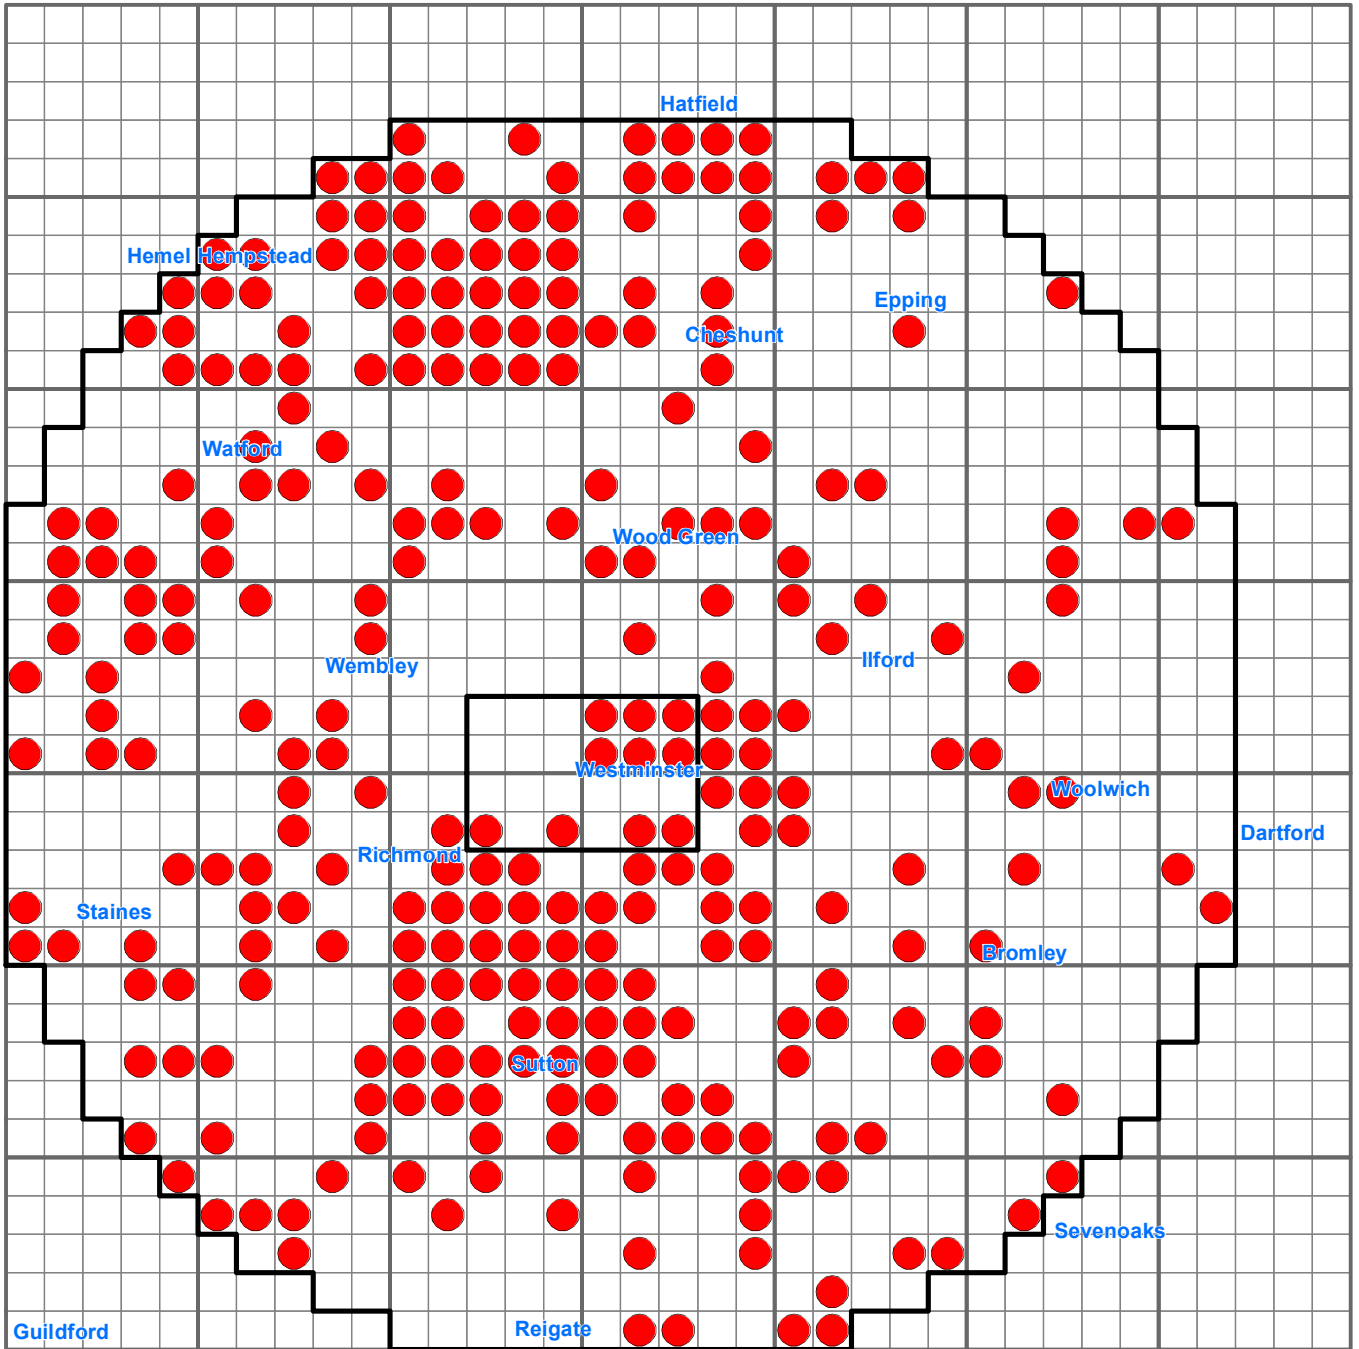 Hatfield
Hemel Hempstead
Epping
Cheshunt
Watford
Wood Green
Ilford
Wembley
Westminster
Woolwich
Dartford
Richmond
Staines
Bromley
Sutton
Sevenoaks
Reigate
Guildford